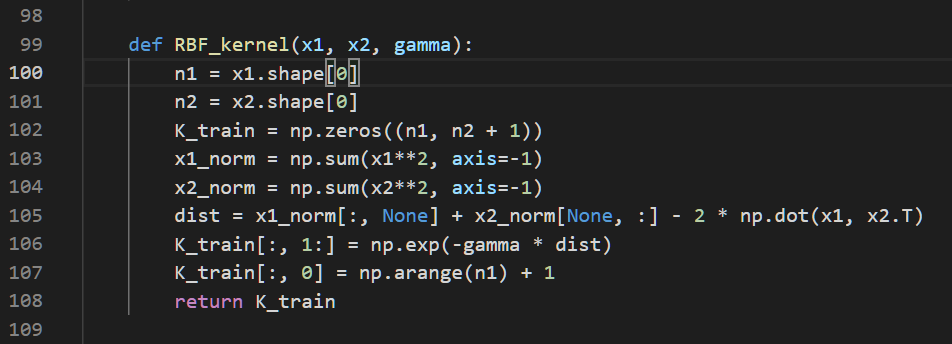 98
99 def RBF_kernel(x1, x2, gamma):
100 n1 = x1.shape[0]
101 n2 = x2.shape[0]
102 K_train = np.zeros((n1, n2 + 1))
103 x1_norm = np.sum(x1**2, axis=-1)
104 x2_norm = np.sum(x2**2, axis=-1)
105 dist = x1_norm[:, None] + x2_norm[None, :] - 2 * np.dot(x1, x2.T)
106 K_train[:, 1:] = np.exp(-gamma * dist)
107 K_train[:, 0] = np.arange(n1) + 1
108 return K_train
109